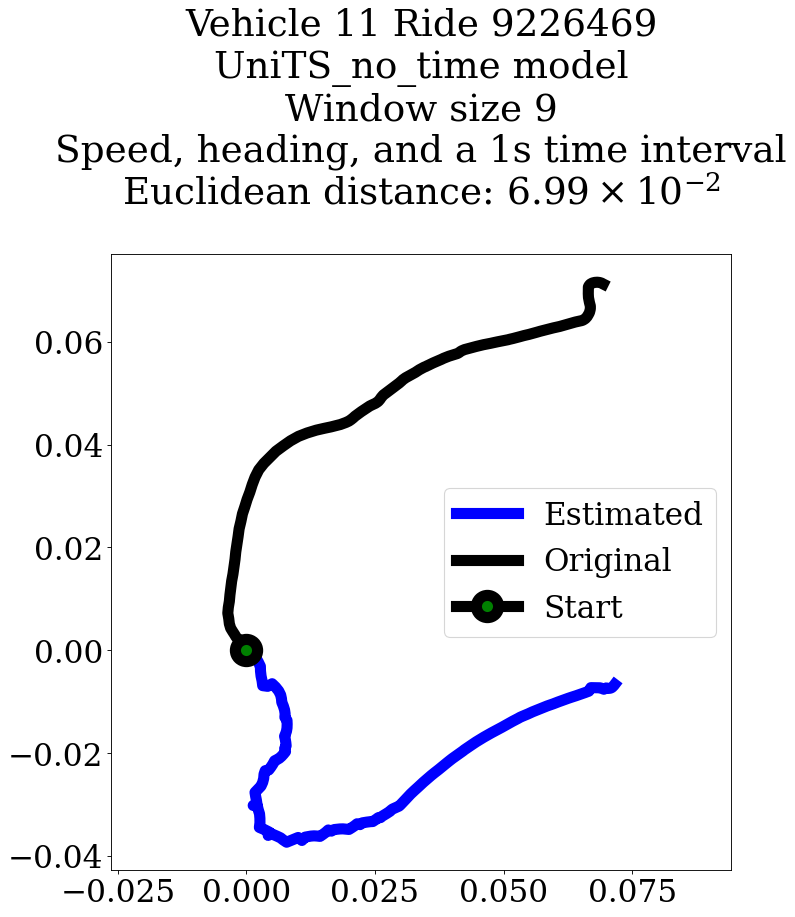 Vehicle 11 Ride 9226469
UniTS_no_time model
Window size 9
Speed, heading, and a 1s time interval
Euclidean distance: 6.99 × 10⁻²
0.06
0.04
0.02
0.00
−0.02
−0.04
Estimated
Original
Start
−0.025 0.000 0.025 0.050 0.075